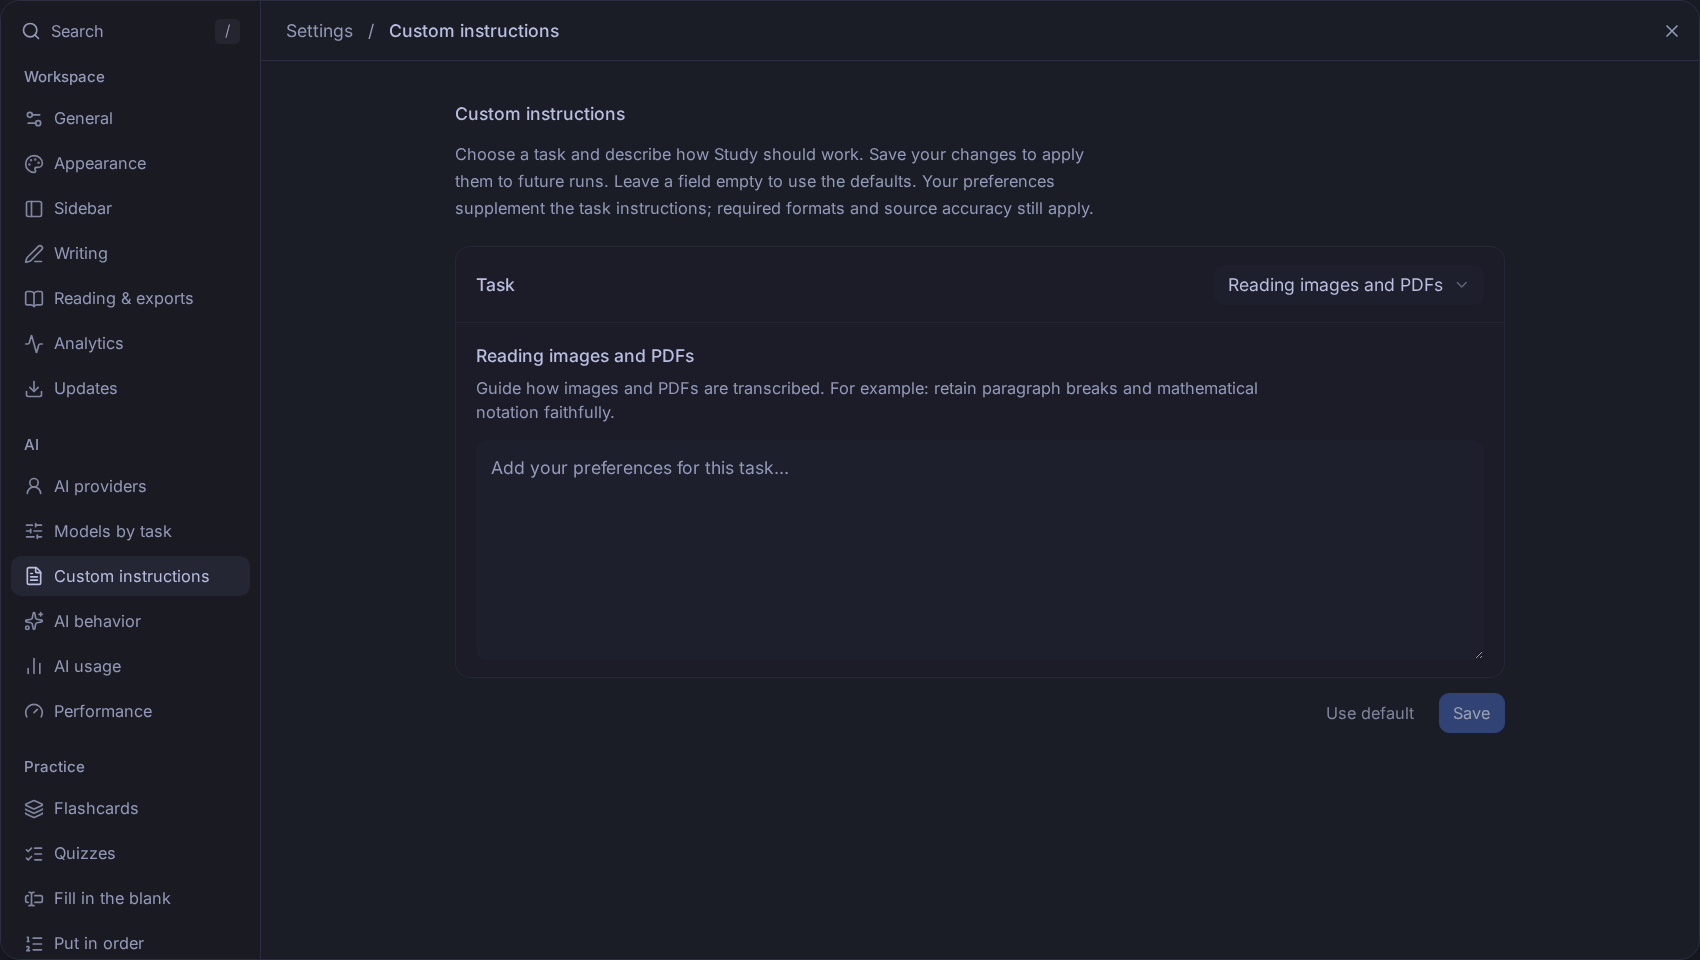 Search /
Workspace
General
Appearance
Sidebar
Writing
Reading & exports
Analytics
Updates
AI
AI providers
Models by task
Custom instructions
AI behavior
AI usage
Performance
Practice
Flashcards
Quizzes
Fill in the blank
Put in order
Settings / Custom instructions
Custom instructions
Choose a task and describe how Study should work. Save your changes to apply
them to future runs. Leave a field empty to use the defaults. Your preferences
supplement the task instructions; required formats and source accuracy still apply.
Task
Reading images and PDFs
Reading images and PDFs
Guide how images and PDFs are transcribed. For example: retain paragraph breaks and mathematical
notation faithfully.
Add your preferences for this task...
Use default
Save